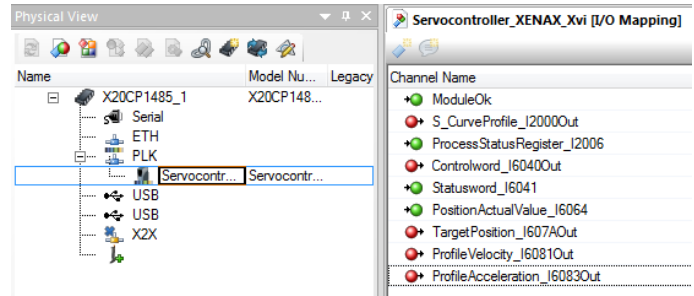 Physical View
Name Model Nu... Legacy
X20CP1485_1 X20CP148...
Serial
ETH
PLK
Servocontr... Servocontr...
USB
USB
X2X
Servocontroller_XENAX_Xvi [I/O Mapping]
Channel Name
ModuleOk
S_CurveProfile_I2000Out
ProcessStatusRegister_I2006
Controlword_I6040Out
Statusword_I6041
PositionActualValue_I6064
TargetPosition_I607AOut
ProfileVelocity_I6081Out
ProfileAcceleration_I6083Out